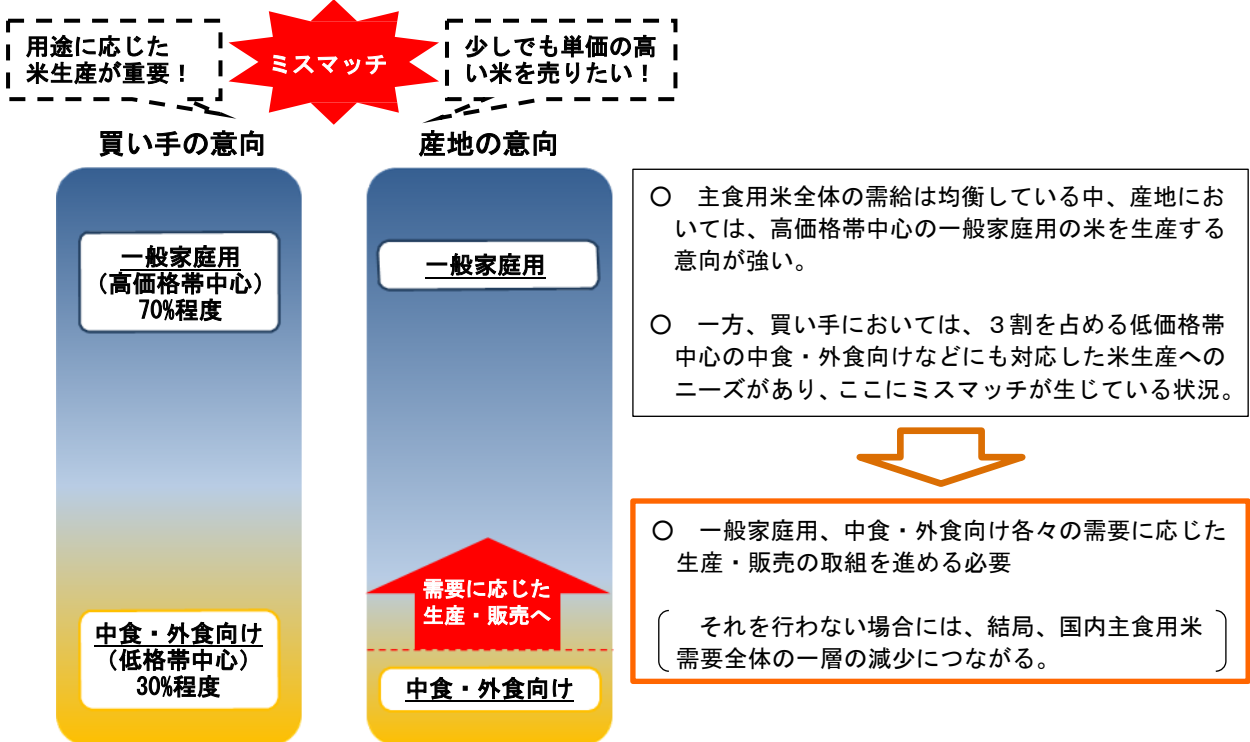 用途に応じた
米生産が重要！
ミスマッチ
少しでも単価の高
い米を売りたい！
買い手の意向
産地の意向
一般家庭用
（高価格帯中心）
70%程度
中食・外食向け
（低格帯中心）
30%程度
一般家庭用
需要に応じた
生産・販売へ
中食・外食向け
○　主食用米全体の需給は均衡している中、産地にお
いては、高価格帯中心の一般家庭用の米を生産する
意向が強い。
○　一方、買い手においては、３割を占める低価格帯
中心の中食・外食向けなどにも対応した米生産への
ニーズがあり、ここにミスマッチが生じている状況。
○　一般家庭用、中食・外食向け各々の需要に応じた
生産・販売の取組を進める必要
それを行わない場合には、結局、国内主食用米
需要全体の一層の減少につながる。